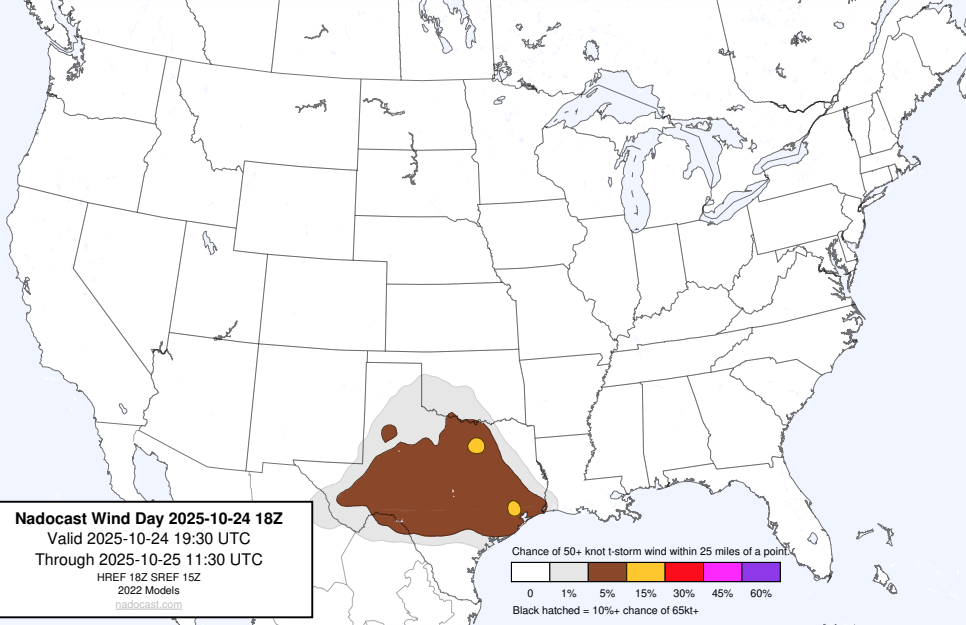 Nadocast Wind Day 2025-10-24 18Z
Valid 2025-10-24 19:30 UTC
Through 2025-10-25 11:30 UTC
HREF 18Z SREF 15Z
2022 Models
nadocast.com
Chance of 50+ knot t-storm wind within 25 miles of a point.
0 1% 5% 15% 30% 45% 60%
Black hatched = 10%+ chance of 65kt+